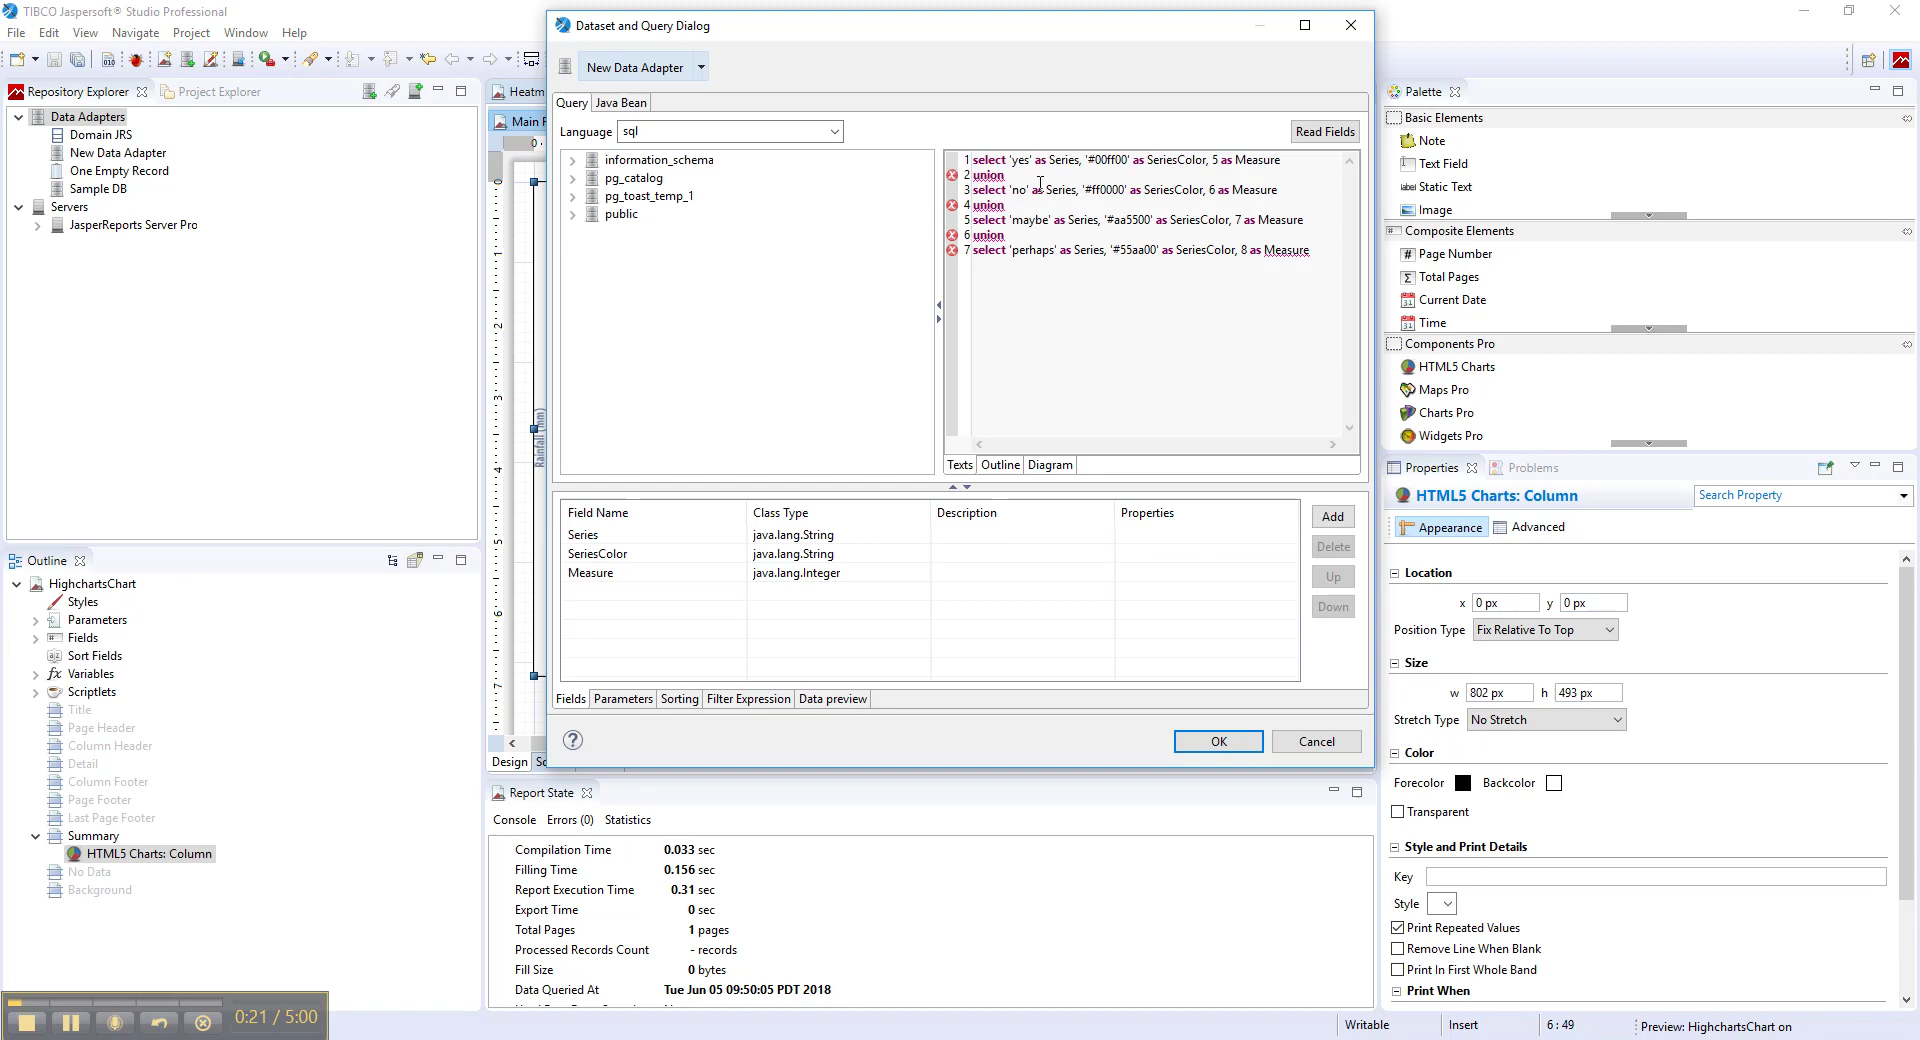 TIBCO Jaspersoft® Studio Professional
File Edit View Navigate Project Window Help
Repository Explorer
Project Explorer
Data Adapters
Domain JRS
New Data Adapter
One Empty Record
Sample DB
Servers
JasperReports Server Pro
Outline
HighchartsChart
Styles
Parameters
Fields
Sort Fields
fx Variables
Scriptlets
Title
Page Header
Column Header
Detail
Column Footer
Page Footer
Last Page Footer
Summary
HTML5 Charts: Column
No Data
Background
0:21 / 5:00
Heatm
Main F
0
0
1
2
3
4
5
6
7
Rainfall (mm)
Design So
Dataset and Query Dialog
New Data Adapter
Query Java Bean
Language sql
Read Fields
information_schema
pg_catalog
pg_toast_temp_1
public
1 select 'yes' as Series, '#00ff00' as SeriesColor, 5 as Measure
2 union
3 select 'no' as Series, '#ff0000' as SeriesColor, 6 as Measure
4 union
5 select 'maybe' as Series, '#aa5500' as SeriesColor, 7 as Measure
6 union
7 select 'perhaps' as Series, '#55aa00' as SeriesColor, 8 as Measure
Texts Outline Diagram
Field Name Class Type Description Properties
Series java.lang.String
SeriesColor java.lang.String
Measure java.lang.Integer
Add
Delete
Up
Down
Fields Parameters Sorting Filter Expression Data preview
OK Cancel
Report State
Console Errors (0) Statistics
Compilation Time 0.033 sec
Filling Time 0.156 sec
Report Execution Time 0.31 sec
Export Time 0 sec
Total Pages 1 pages
Processed Records Count - records
Fill Size 0 bytes
Data Queried At Tue Jun 05 09:50:05 PDT 2018
Palette
Basic Elements
Note
Text Field
Static Text
Image
Composite Elements
Page Number
Total Pages
Current Date
Time
Components Pro
HTML5 Charts
Maps Pro
Charts Pro
Widgets Pro
Properties Problems
HTML5 Charts: Column
Search Property
Appearance Advanced
Location
x 0 px y 0 px
Position Type Fix Relative To Top
Size
w 802 px h 493 px
Stretch Type No Stretch
Color
Forecolor Backcolor
Transparent
Style and Print Details
Key
Style
Print Repeated Values
Remove Line When Blank
Print In First Whole Band
Print When
Writable Insert 6 : 49 Preview: HighchartsChart on